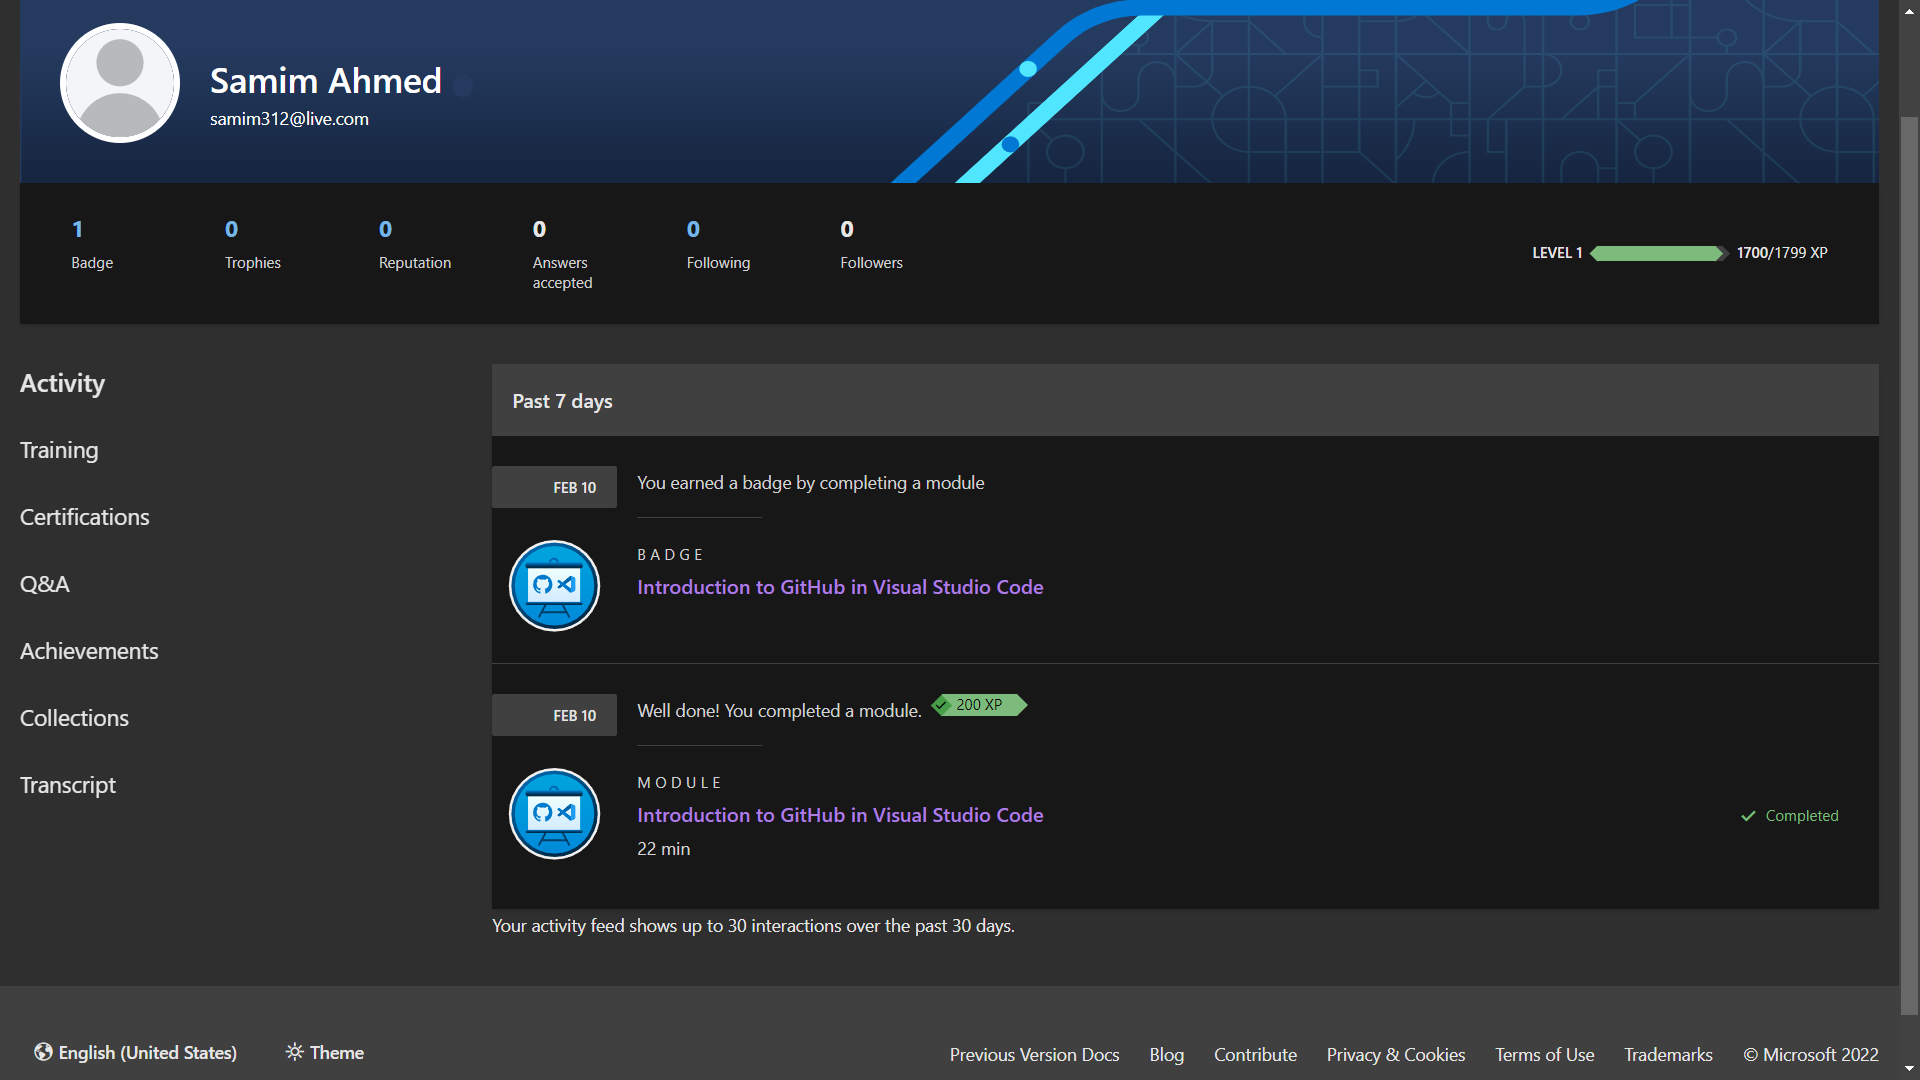 Samim Ahmed
samim312@live.com
1
Badge
0
Trophies
0
Reputation
0
Answers
accepted
0
Following
0
Followers
LEVEL 1 1700/1799 XP
Activity
Training
Certifications
Q&A
Achievements
Collections
Transcript
Past 7 days
FEB 10
You earned a badge by completing a module
BADGE
Introduction to GitHub in Visual Studio Code
FEB 10
Well done! You completed a module. 200 XP
MODULE
Introduction to GitHub in Visual Studio Code
22 min
Completed
Your activity feed shows up to 30 interactions over the past 30 days.
English (United States) Theme
Previous Version Docs Blog Contribute Privacy & Cookies Terms of Use Trademarks © Microsoft 2022